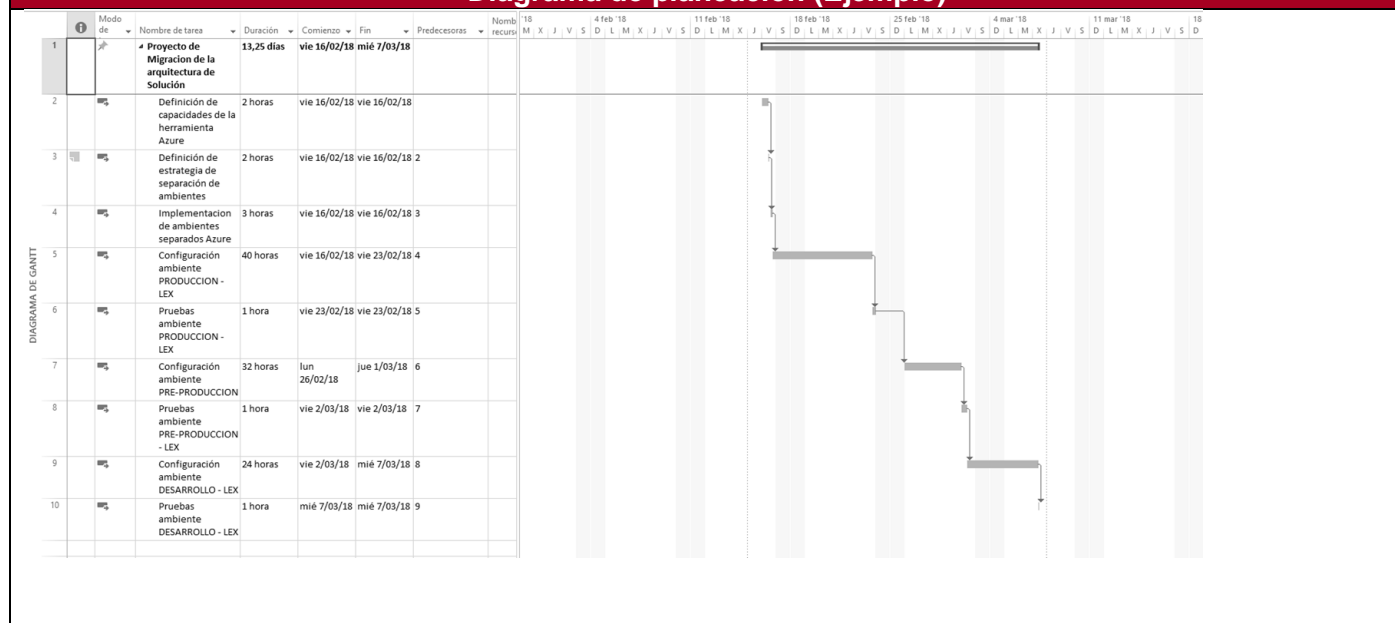 Diagrama de planeación (Ejemplo)
Modo
de Nombre de tarea Duración Comienzo Fin Predecesoras Nomb
recurs
'18 4 feb '18 11 feb '18 18 feb '18 25 feb '18 4 mar '18 11 mar '18 18
M X J V S D L M X J V S D L M X J V S D L M X J V S D L M X J V S D L M X J V S D L M X J V S D
DIAGRAMA DE GANTT
1 Proyecto de 13,25 días vie 16/02/18 mié 7/03/18
Migracion de la
arquitectura de
Solución
2 Definición de 2 horas vie 16/02/18 vie 16/02/18
capacidades de la
herramienta
Azure
3 Definición de 2 horas vie 16/02/18 vie 16/02/18 2
estrategia de
separación de
ambientes
4 Implementacion 3 horas vie 16/02/18 vie 16/02/18 3
de ambientes
separados Azure
5 Configuración 40 horas vie 16/02/18 vie 23/02/18 4
ambiente
PRODUCCION -
LEX
6 Pruebas 1 hora vie 23/02/18 vie 23/02/18 5
ambiente
PRODUCCION -
LEX
7 Configuración 32 horas lun jue 1/03/18 6
ambiente 26/02/18
PRE-PRODUCCION
8 Pruebas 1 hora vie 2/03/18 vie 2/03/18 7
ambiente
PRE-PRODUCCION
- LEX
9 Configuración 24 horas vie 2/03/18 mié 7/03/18 8
ambiente
DESARROLLO - LEX
10 Pruebas 1 hora mié 7/03/18 mié 7/03/18 9
ambiente
DESARROLLO - LEX